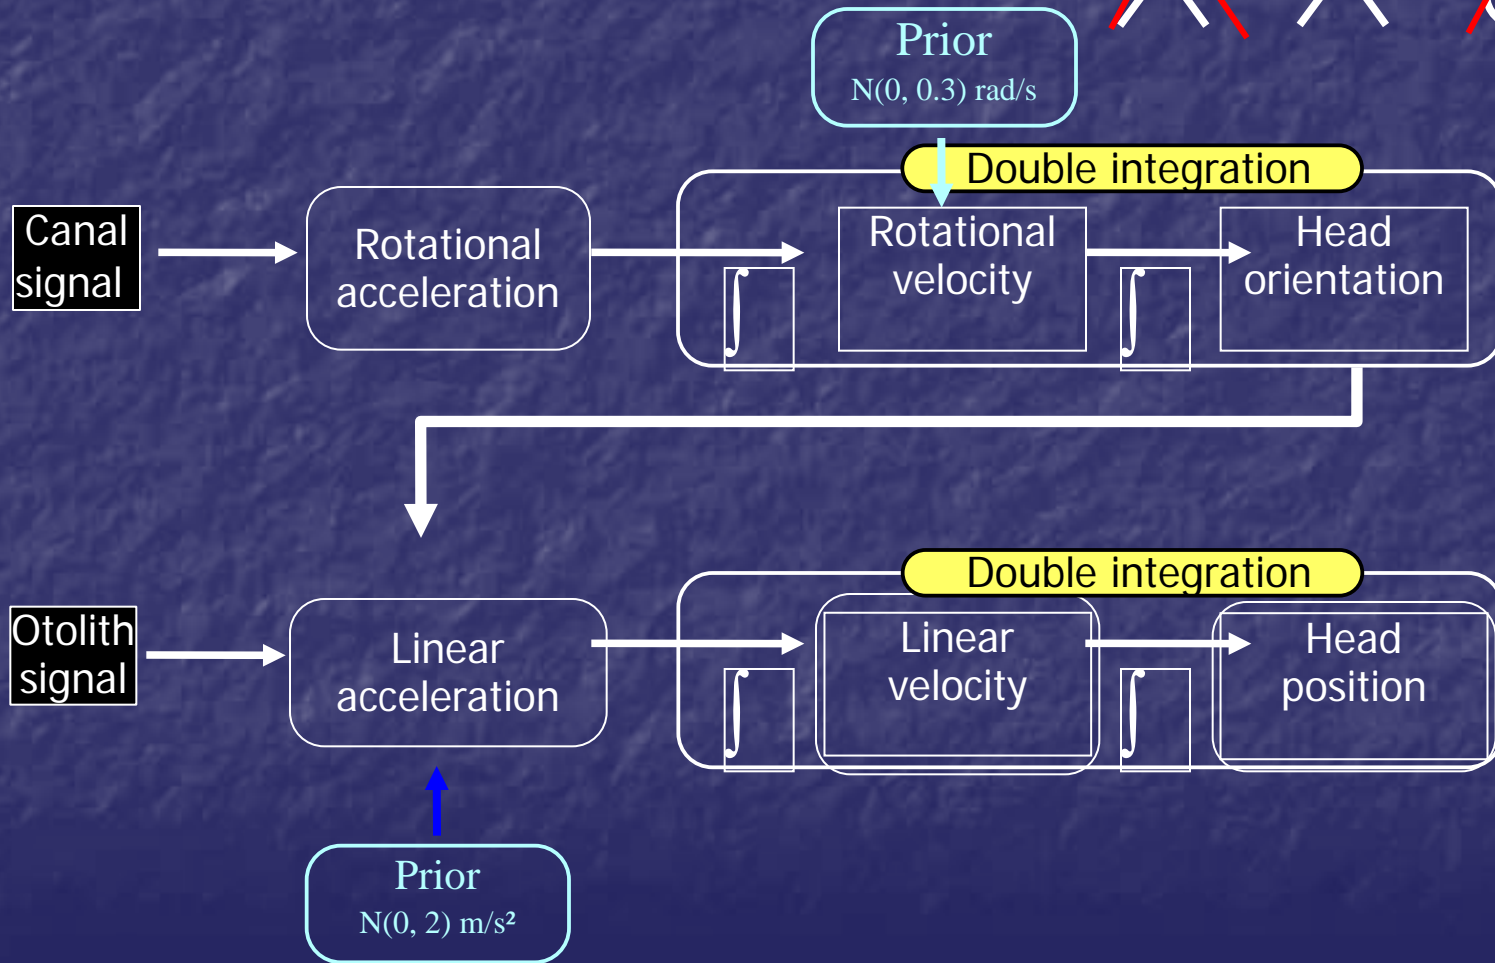 Prior
N(0, 0.3) rad/s
Double integration
Canal
signal
Rotational
acceleration
∫
Rotational
velocity
∫
Head
orientation
Double integration
Otolith
signal
Linear
acceleration
∫
Linear
velocity
∫
Head
position
Prior
N(0, 2) m/s²